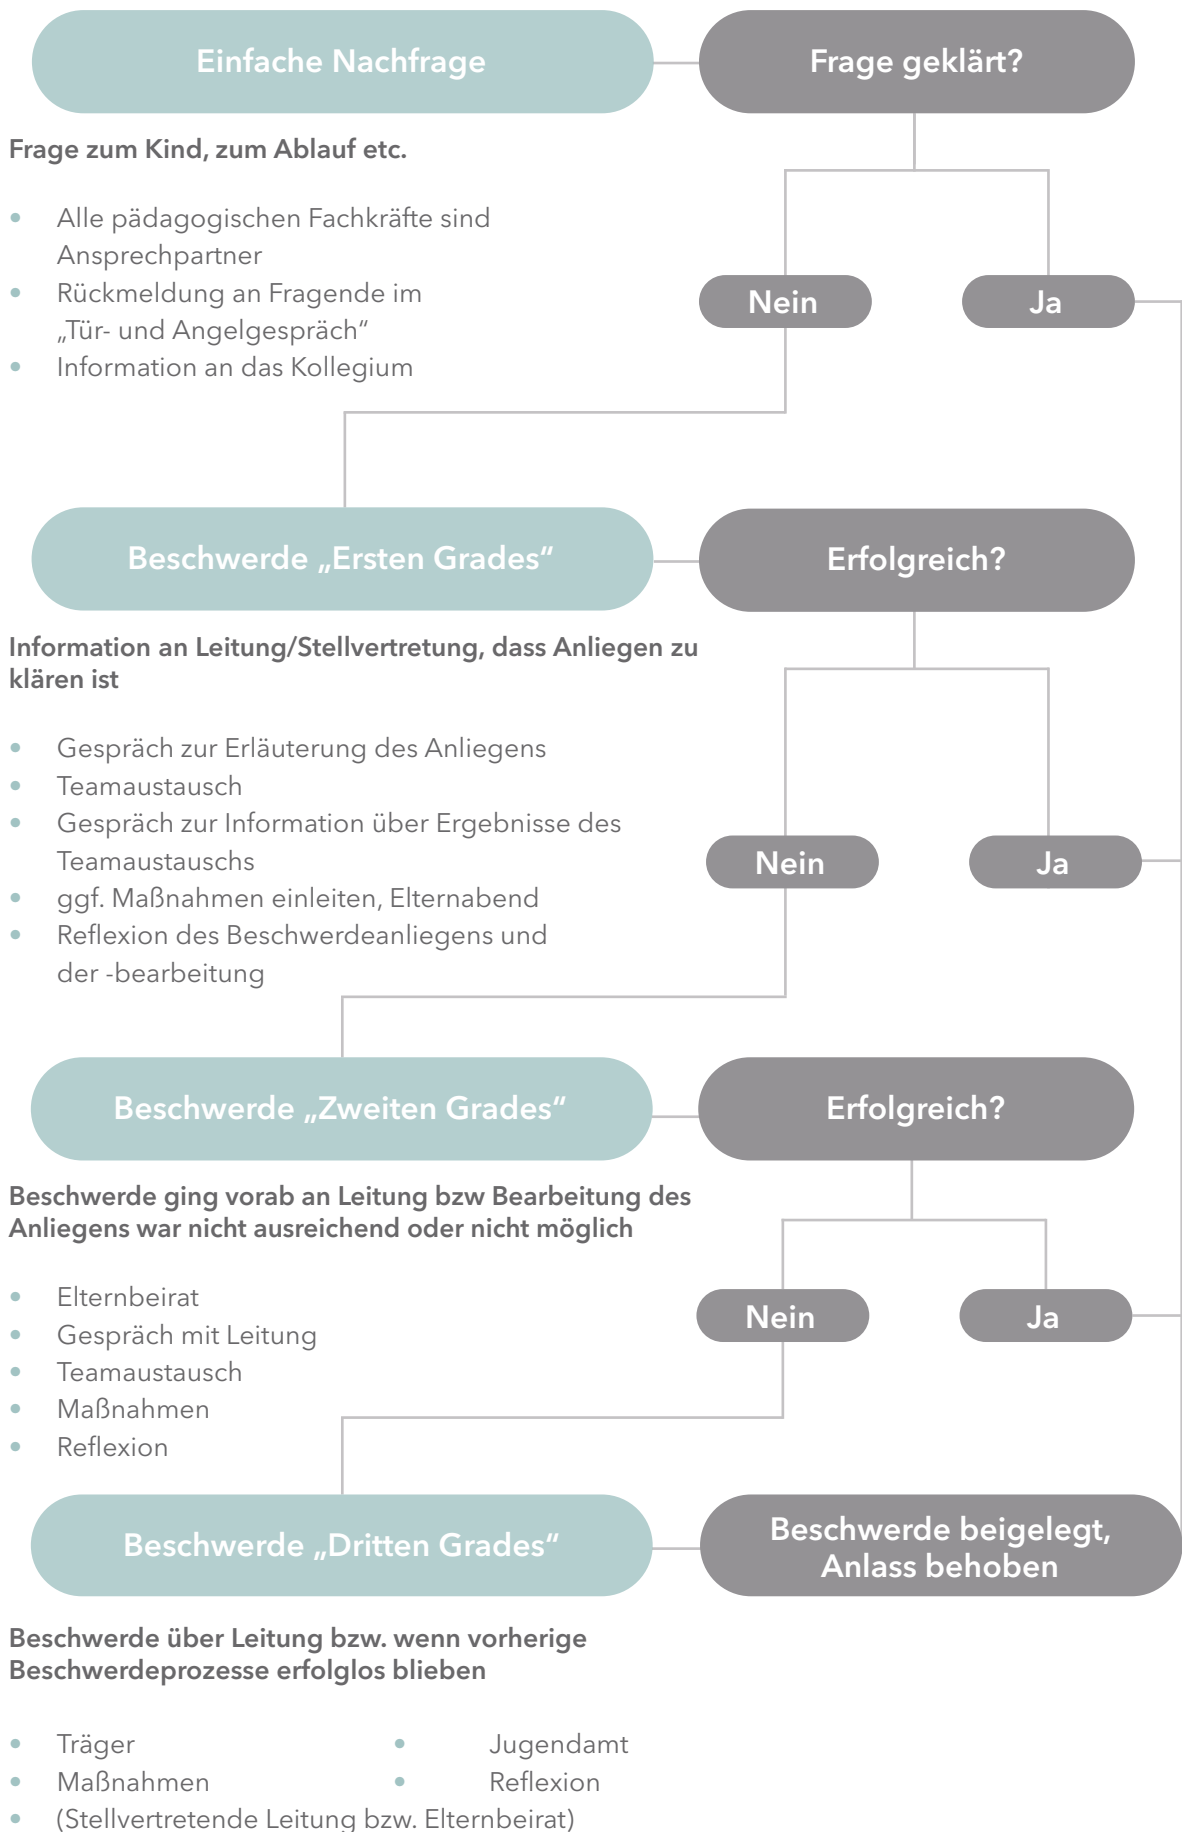 Einfache Nachfrage
Frage geklärt?
Frage zum Kind, zum Ablauf etc.
• Alle pädagogischen Fachkräfte sind
Ansprechpartner
• Rückmeldung an Fragende im
„Tür- und Angelgespräch“
• Information an das Kollegium
Nein
Ja
Beschwerde „Ersten Grades“
Erfolgreich?
Information an Leitung/Stellvertretung, dass Anliegen zu
klären ist
• Gespräch zur Erläuterung des Anliegens
• Teamaustausch
• Gespräch zur Information über Ergebnisse des
Teamaustauschs
• ggf. Maßnahmen einleiten, Elternabend
• Reflexion des Beschwerdeanliegens und
der -bearbeitung
Nein
Ja
Beschwerde „Zweiten Grades“
Erfolgreich?
Beschwerde ging vorab an Leitung bzw Bearbeitung des
Anliegens war nicht ausreichend oder nicht möglich
• Elternbeirat
• Gespräch mit Leitung
• Teamaustausch
• Maßnahmen
• Reflexion
Nein
Ja
Beschwerde „Dritten Grades“
Beschwerde beigelegt,
Anlass behoben
Beschwerde über Leitung bzw. wenn vorherige
Beschwerdeprozesse erfolglos blieben
• Träger
• Jugendamt
• Maßnahmen
• Reflexion
• (Stellvertretende Leitung bzw. Elternbeirat)